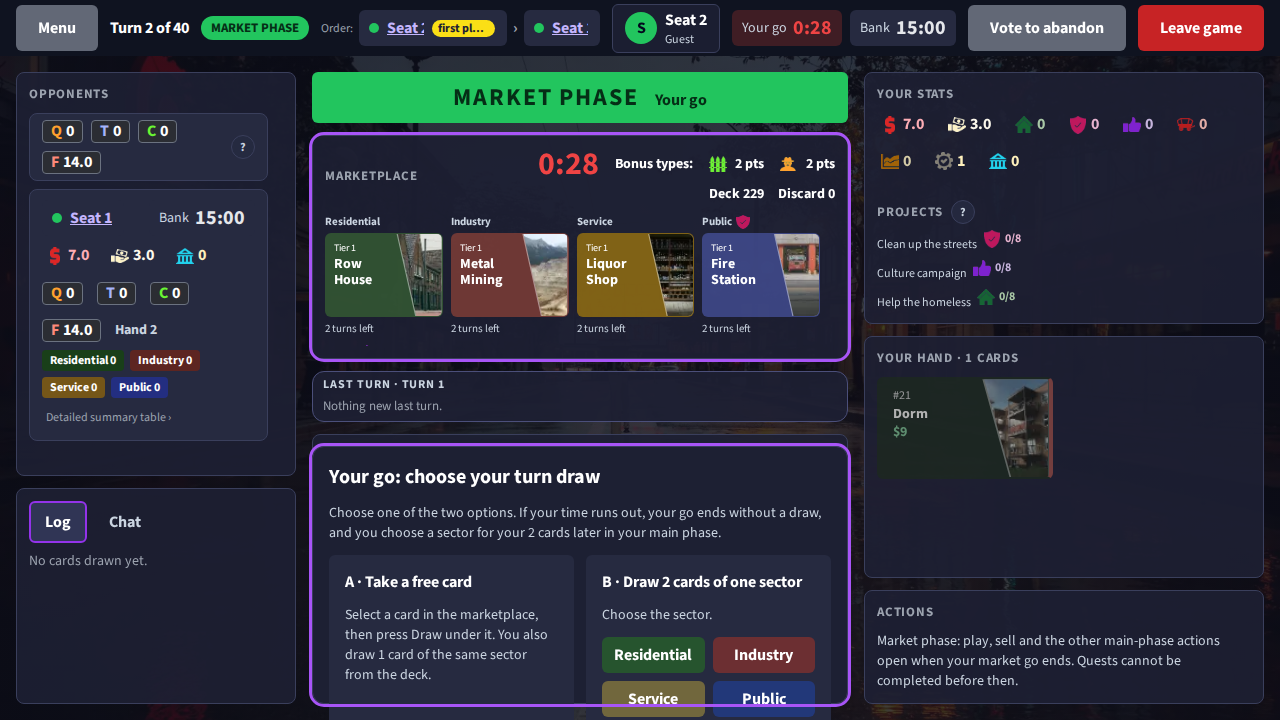 Menu
Turn 2 of 40
MARKET PHASE
Order:
Seat
first pl...
›
Seat
S
Seat 2
Guest
Your go 0:28
Bank 15:00
Vote to abandon
Leave game
OPPONENTS
Q 0
T 0
C 0
F 14.0
?
Seat 1
Bank 15:00
7.0
3.0
0
Q 0
T 0
C 0
F 14.0
Hand 2
Residential 0
Industry 0
Service 0
Public 0
Detailed summary table ›
Log
Chat
No cards drawn yet.
MARKET PHASE Your go
MARKETPLACE
0:28
Bonus types:
2 pts
2 pts
Deck 229
Discard 0
Residential
Tier 1
Row
House
2 turns left
Industry
Tier 1
Metal
Mining
2 turns left
Service
Tier 1
Liquor
Shop
2 turns left
Public
Tier 1
Fire
Station
2 turns left
LAST TURN · TURN 1
Nothing new last turn.
Your go: choose your turn draw
Choose one of the two options. If your time runs out, your go ends without a draw,
and you choose a sector for your 2 cards later in your main phase.
A · Take a free card
Select a card in the marketplace,
then press Draw under it. You also
draw 1 card of the same sector
from the deck.
B · Draw 2 cards of one sector
Choose the sector.
Residential
Industry
Service
Public
YOUR STATS
7.0
3.0
0
0
0
0
0
1
0
PROJECTS
?
Clean up the streets 0/8
Culture campaign 0/8
Help the homeless 0/8
YOUR HAND · 1 CARDS
#21
Dorm
$9
ACTIONS
Market phase: play, sell and the other main-phase actions
open when your market go ends. Quests cannot be
completed before then.